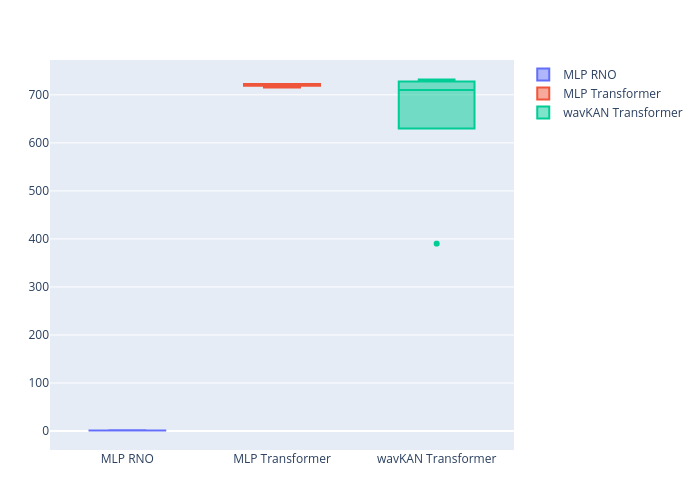 700
600
500
400
300
200
100
0
MLP RNO
MLP Transformer
wavKAN Transformer
MLP RNO
MLP Transformer
wavKAN Transformer